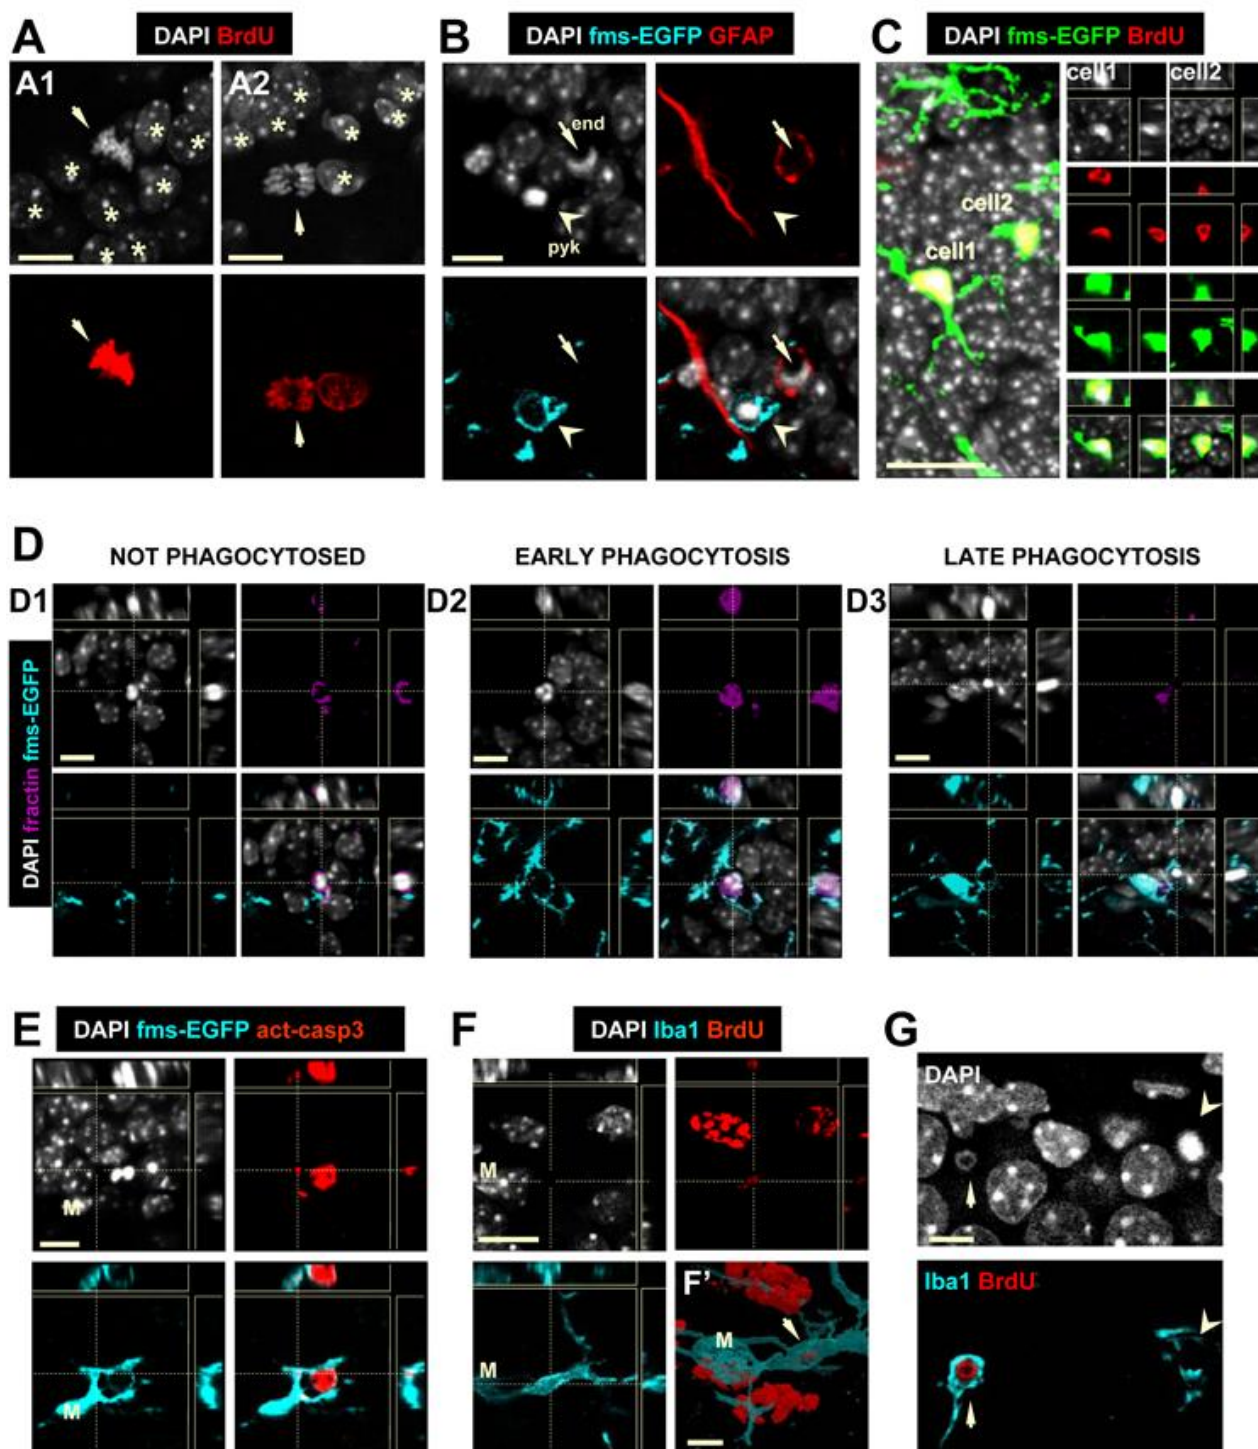 A
DAPI BrdU
A1
A2
B
DAPI fms-EGFP GFAP
end
pyk
C
DAPI fms-EGFP BrdU
cell1
cell2
cell2
cell1
D
NOT PHAGOCYTOSED
EARLY PHAGOCYTOSIS
LATE PHAGOCYTOSIS
D1
D2
D3
DAPI fractin fms-EGFP
E
DAPI fms-EGFP act-casp3
M
M
F
DAPI Iba1 BrdU
M
M
F'
M
G
DAPI
Iba1 BrdU